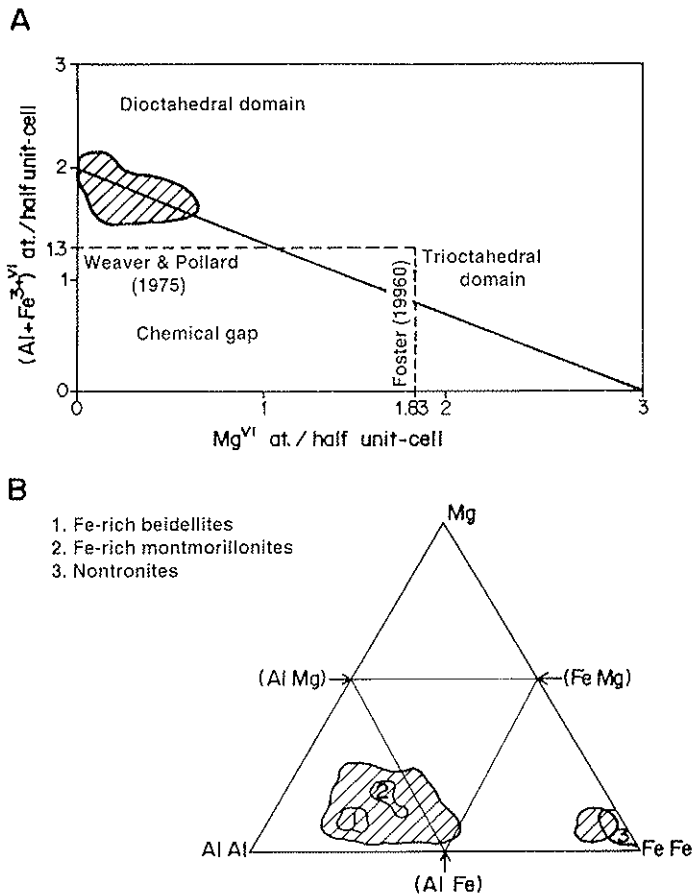 A
3
Dioctahedral domain
2
1.3
1
0
(Al+Fe³⁺)ⱽᴵ at./half unit-cell
Weaver & Pollard
(1975)
Chemical gap
Foster (19960)
Trioctahedral
domain
0
1
1.83
2
3
Mgⱽᴵ at./half unit-cell
B
1. Fe-rich beidellites
2. Fe-rich montmorillonites
3. Nontronites
Mg
(Al Mg)
(Fe Mg)
2
1
3
Al Al
Fe Fe
(Al Fe)